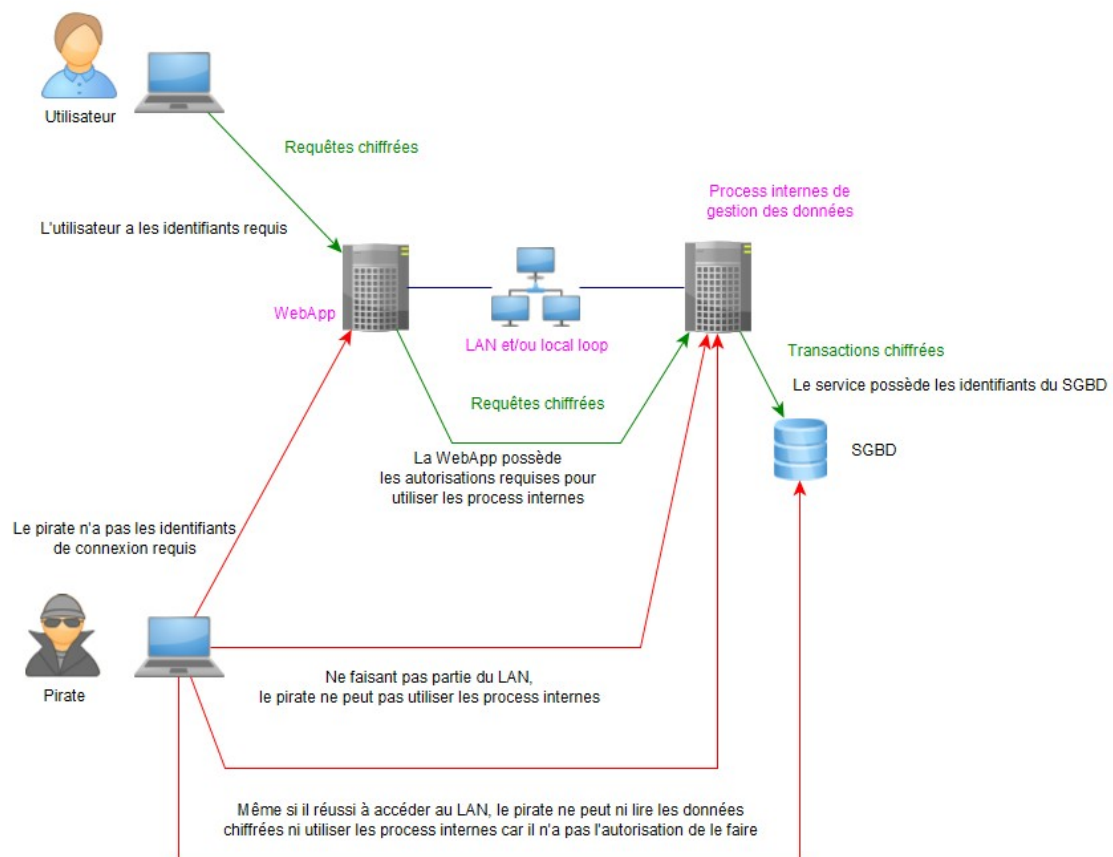 Utilisateur
Requêtes chiffrées
Process internes de
gestion des données
L'utilisateur a les identifiants requis
WebApp
LAN et/ou local loop
Transactions chiffrées
Le service possède les identifiants du SGBD
Requêtes chiffrées
SGBD
La WebApp possède
les autorisations requises pour
utiliser les process internes
Le pirate n'a pas les identifiants
de connexion requis
Pirate
Ne faisant pas partie du LAN,
le pirate ne peut pas utiliser les process internes
Même si il réussi à accéder au LAN, le pirate ne peut ni lire les données
chiffrées ni utiliser les process internes car il n'a pas l'autorisation de le faire